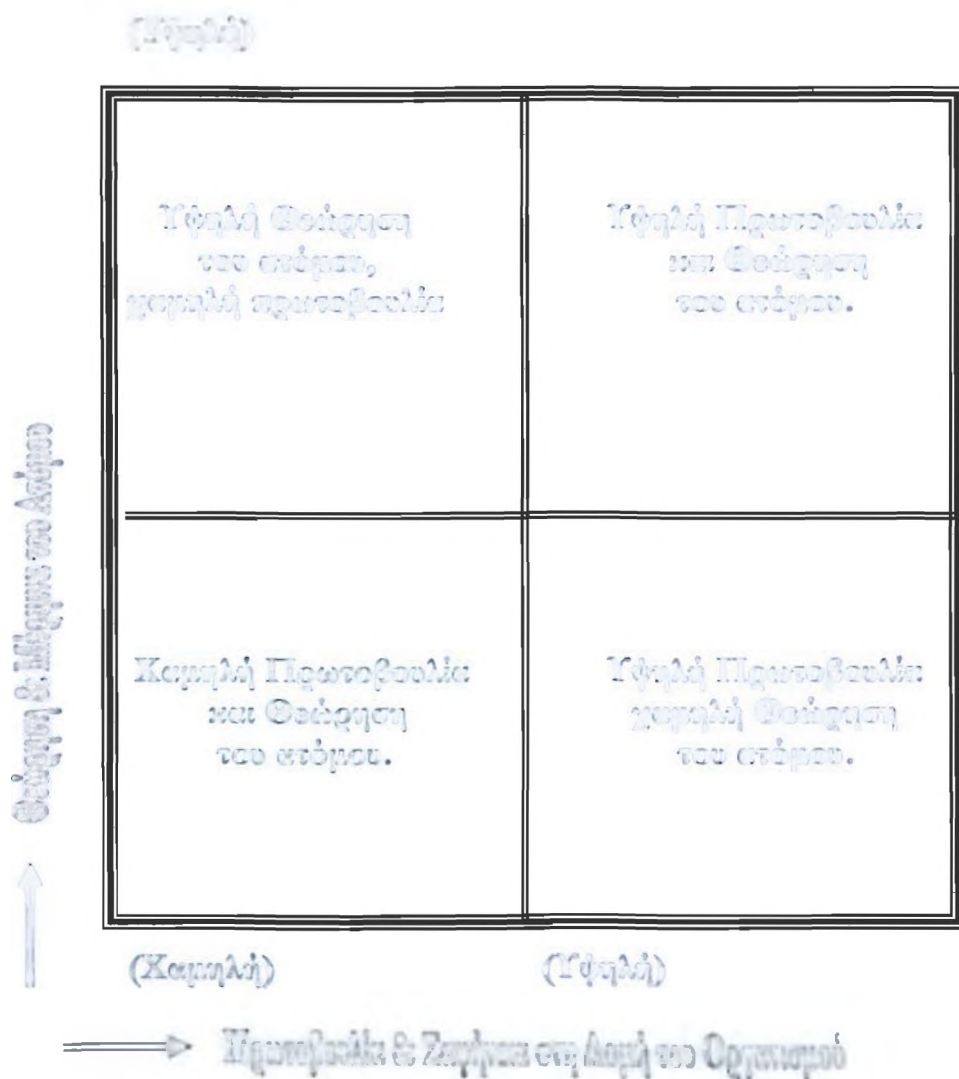 (Υψηλή)
Υψηλή Θεώρηση
του ατόμου,
χαμηλή πρωτοβουλία
Υψηλή Πρωτοβουλία
και Θεώρηση
του ατόμου.
Θεώρηση & Μέριμνα του Ατόμου
Χαμηλή Πρωτοβουλία
και Θεώρηση
του ατόμου.
Υψηλή Πρωτοβουλία
χαμηλή Θεώρηση
του ατόμου.
(Χαμηλή)
(Υψηλή)
Πρωτοβουλία & στη Δομή του Οργανισμού